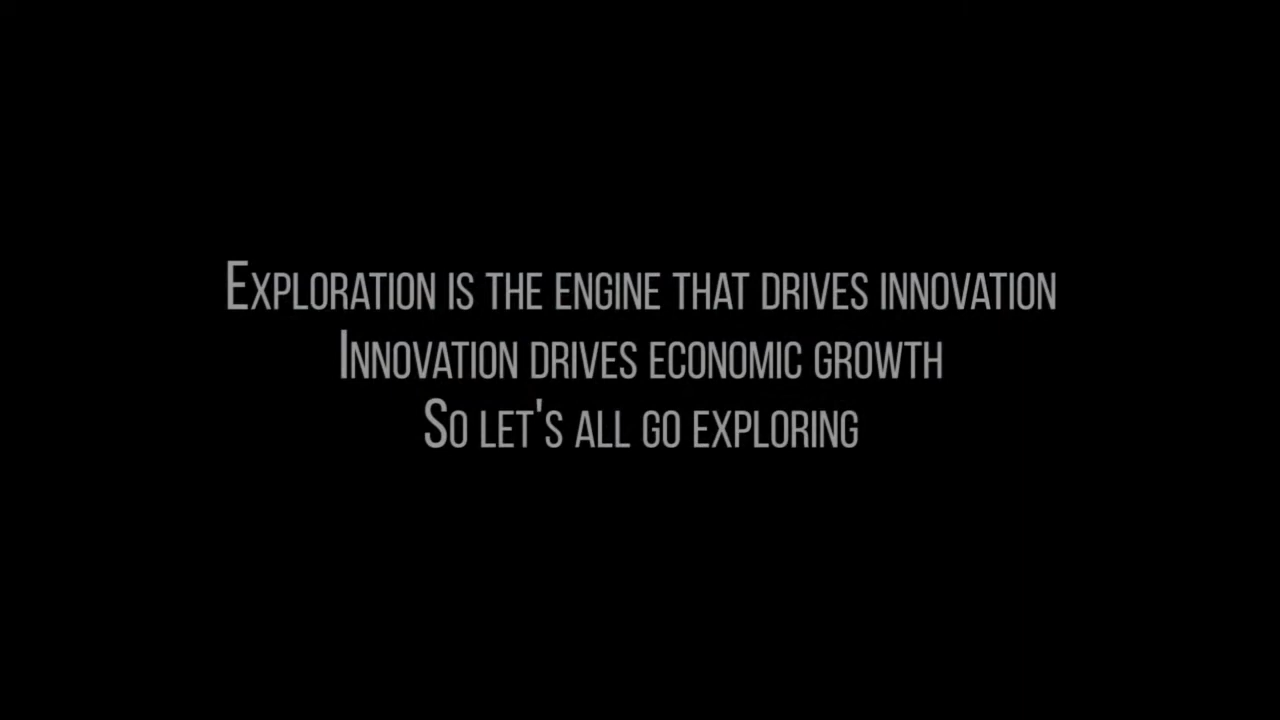 Exploration is the engine that drives innovation
Innovation drives economic growth
So let's all go exploring